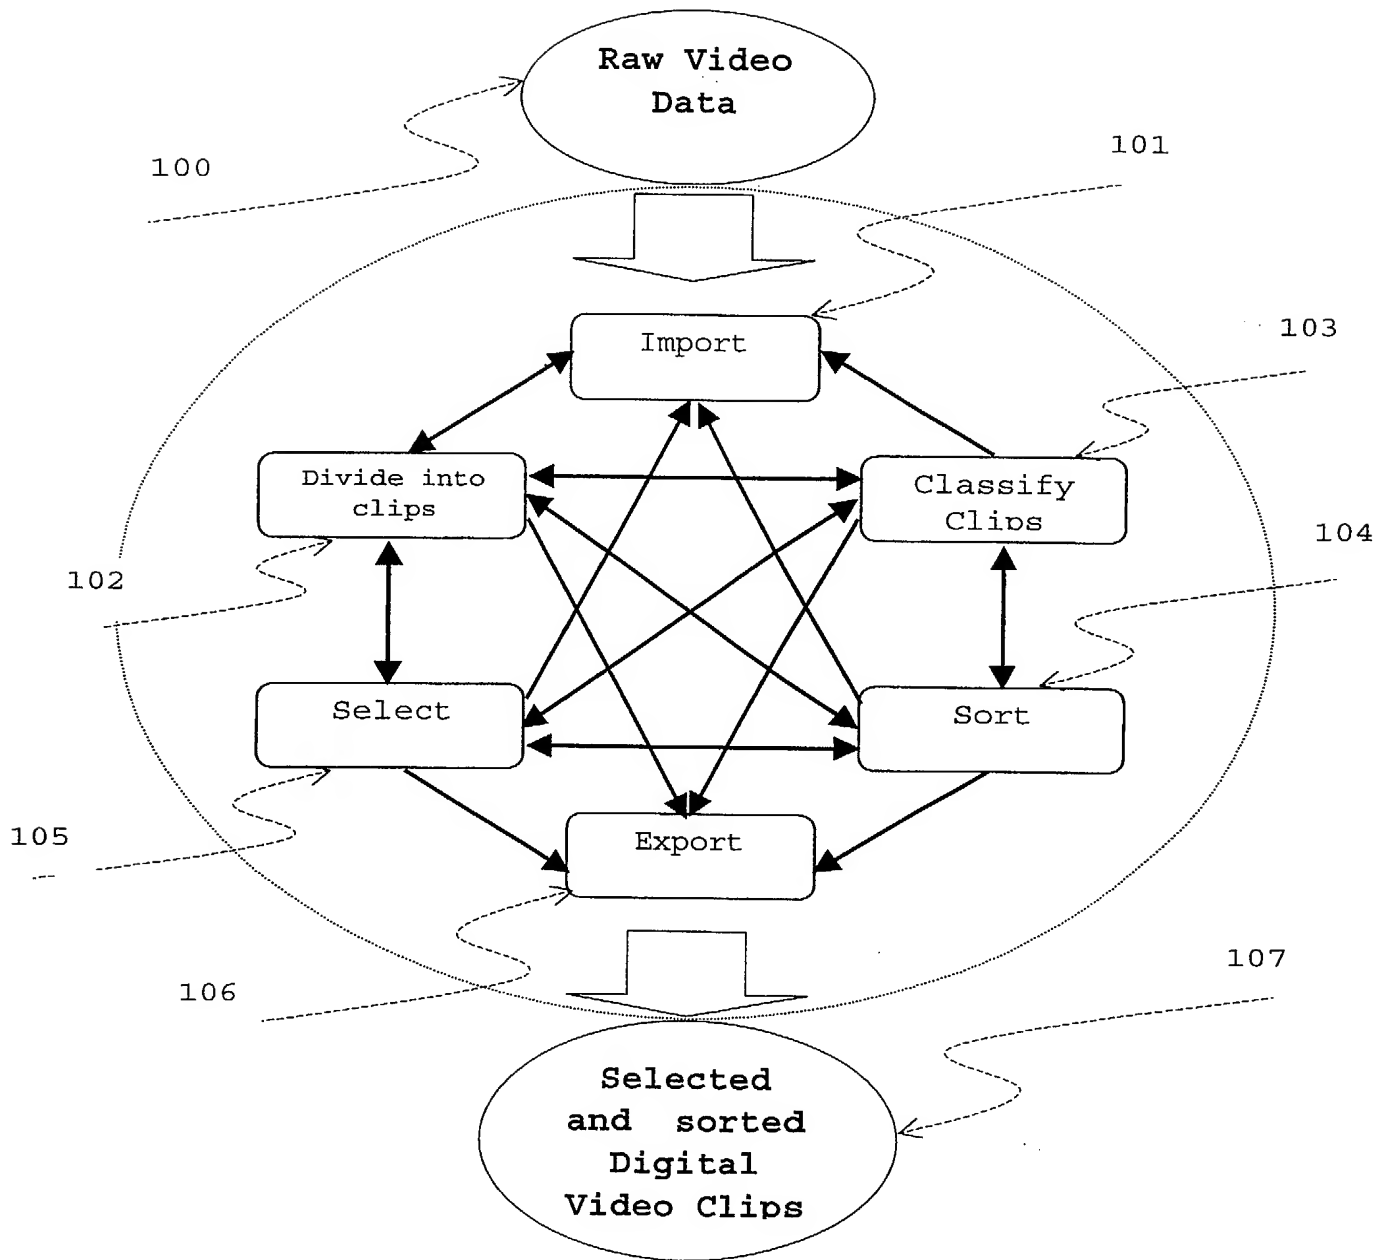 Raw Video
Data
100
101
Import
103
Divide into
clips
Classify
Clips
104
102
Select
Sort
105
Export
106
107
Selected
and sorted
Digital
Video Clips